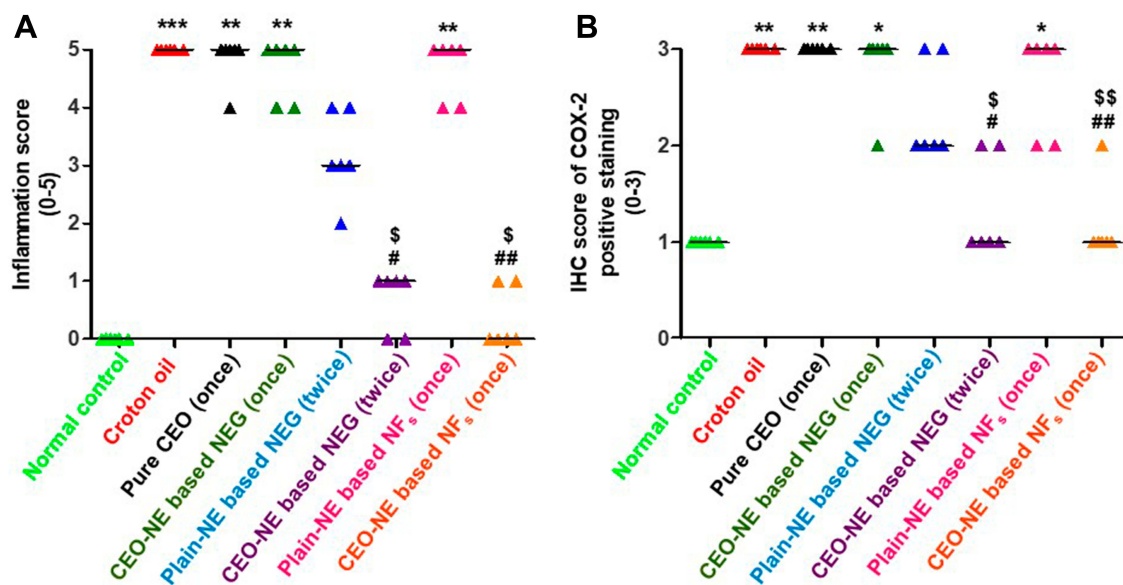 A
Inflammation score
(0-5)
5
4
3
2
1
0
***
**
**
**
$
#
$
##
Normal control
Croton oil
Pure CEO (once)
CEO-NE based NEG (once)
Plain-NE based NEG (twice)
CEO-NE based NEG (twice)
Plain-NE based NFs (once)
CEO-NE based NFs (once)
B
IHC score of COX-2
positive staining
(0-3)
3
2
1
0
**
**
*
*
$
#
$$
##
Normal control
Croton oil
Pure CEO (once)
CEO-NE based NEG (once)
Plain-NE based NEG (twice)
CEO-NE based NEG (twice)
Plain-NE based NFs (once)
CEO-NE based NFs (once)